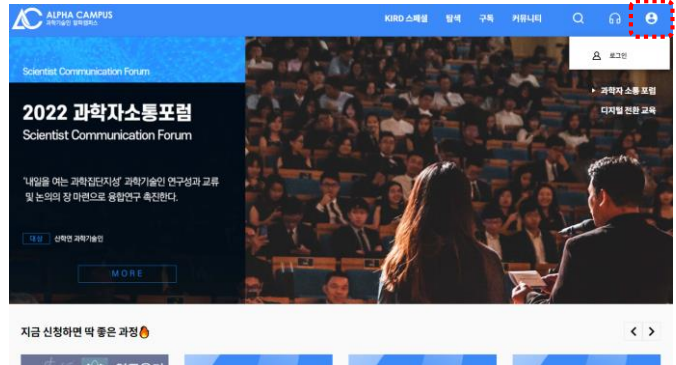 ALPHA CAMPUS
과학기술인 알파캠퍼스
KIRD 스페셜 탐색 구독 커뮤니티
로그인
과학자 소통 포럼
디지털 전환 교육
Scientist Communication Forum
2022 과학자소통포럼
Scientist Communication Forum
'내일을 여는 과학집단지성' 과학기술인 연구성과 교류
및 논의의 장 마련으로 융합연구 촉진한다.
대상 산학연 과학기술인
MORE
지금 신청하면 딱 좋은 과정